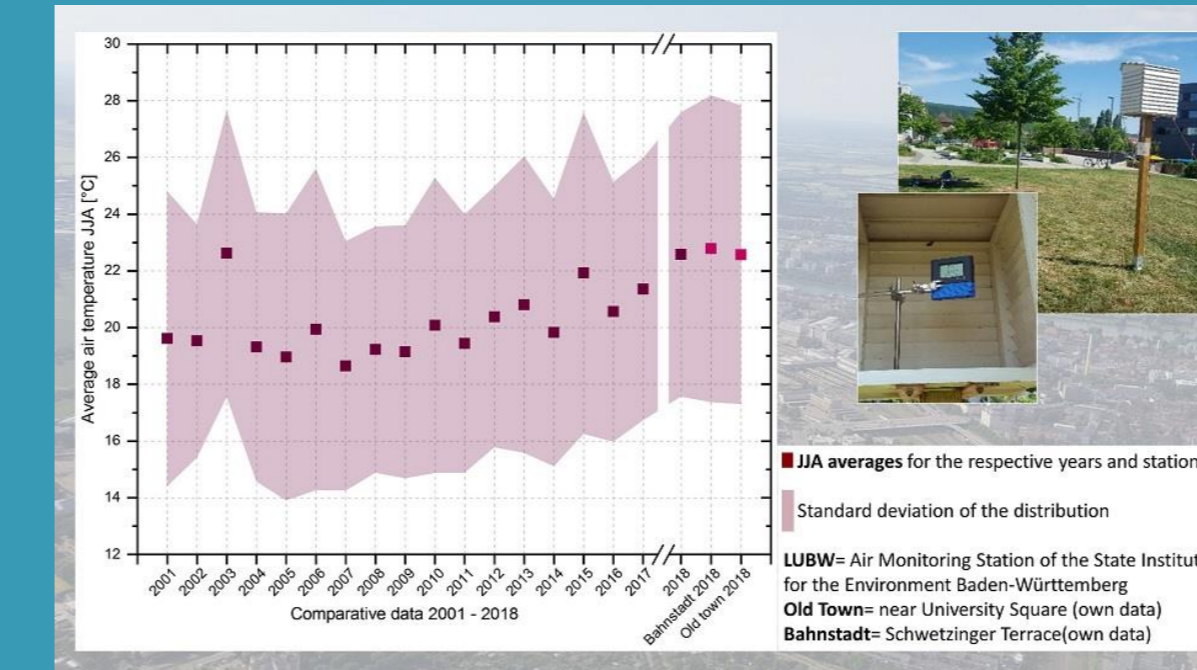 30
28
26
24
22
20
18
16
14
12
Average air temperature JJA [°C]
2001
2002
2003
2004
2005
2006
2007
2008
2009
2010
2011
2012
2013
2014
2015
2016
2017
2018
Bahnstadt 2018
Old town 2018
Comparative data 2001 - 2018
JJA averages for the respective years and station
Standard deviation of the distribution
LUBW= Air Monitoring Station of the State Institut
for the Environment Baden-Württemberg
Old Town= near University Square (own data)
Bahnstadt= Schwetzinger Terrace(own data)